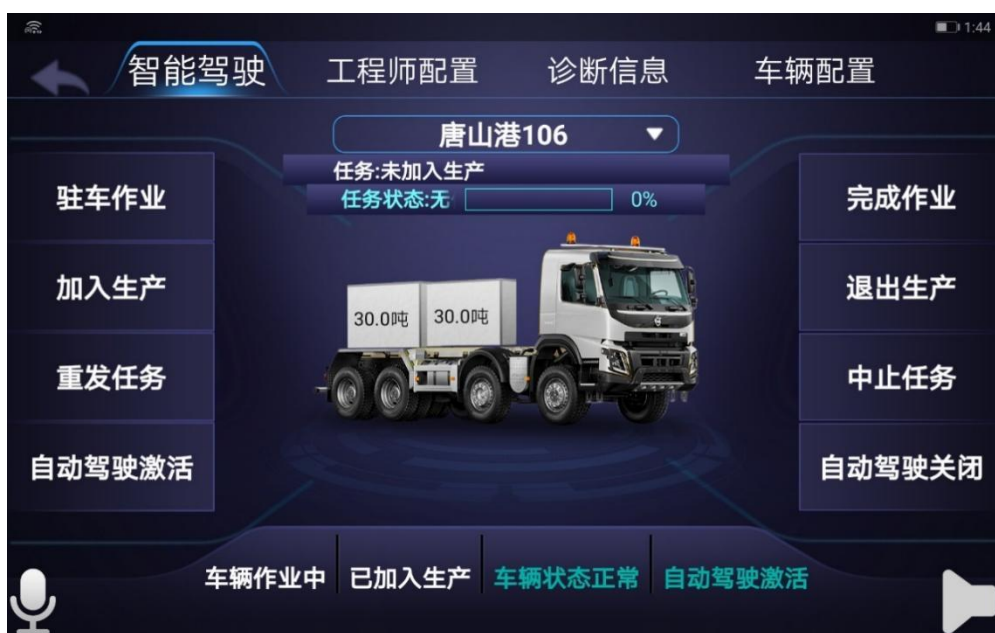 1:44
智能驾驶
工程师配置
诊断信息
车辆配置
唐山港106
任务:未加入生产
任务状态:无
0%
驻车作业
加入生产
重发任务
自动驾驶激活
30.0吨
30.0吨
完成作业
退出生产
中止任务
自动驾驶关闭
车辆作业中
已加入生产
车辆状态正常
自动驾驶激活